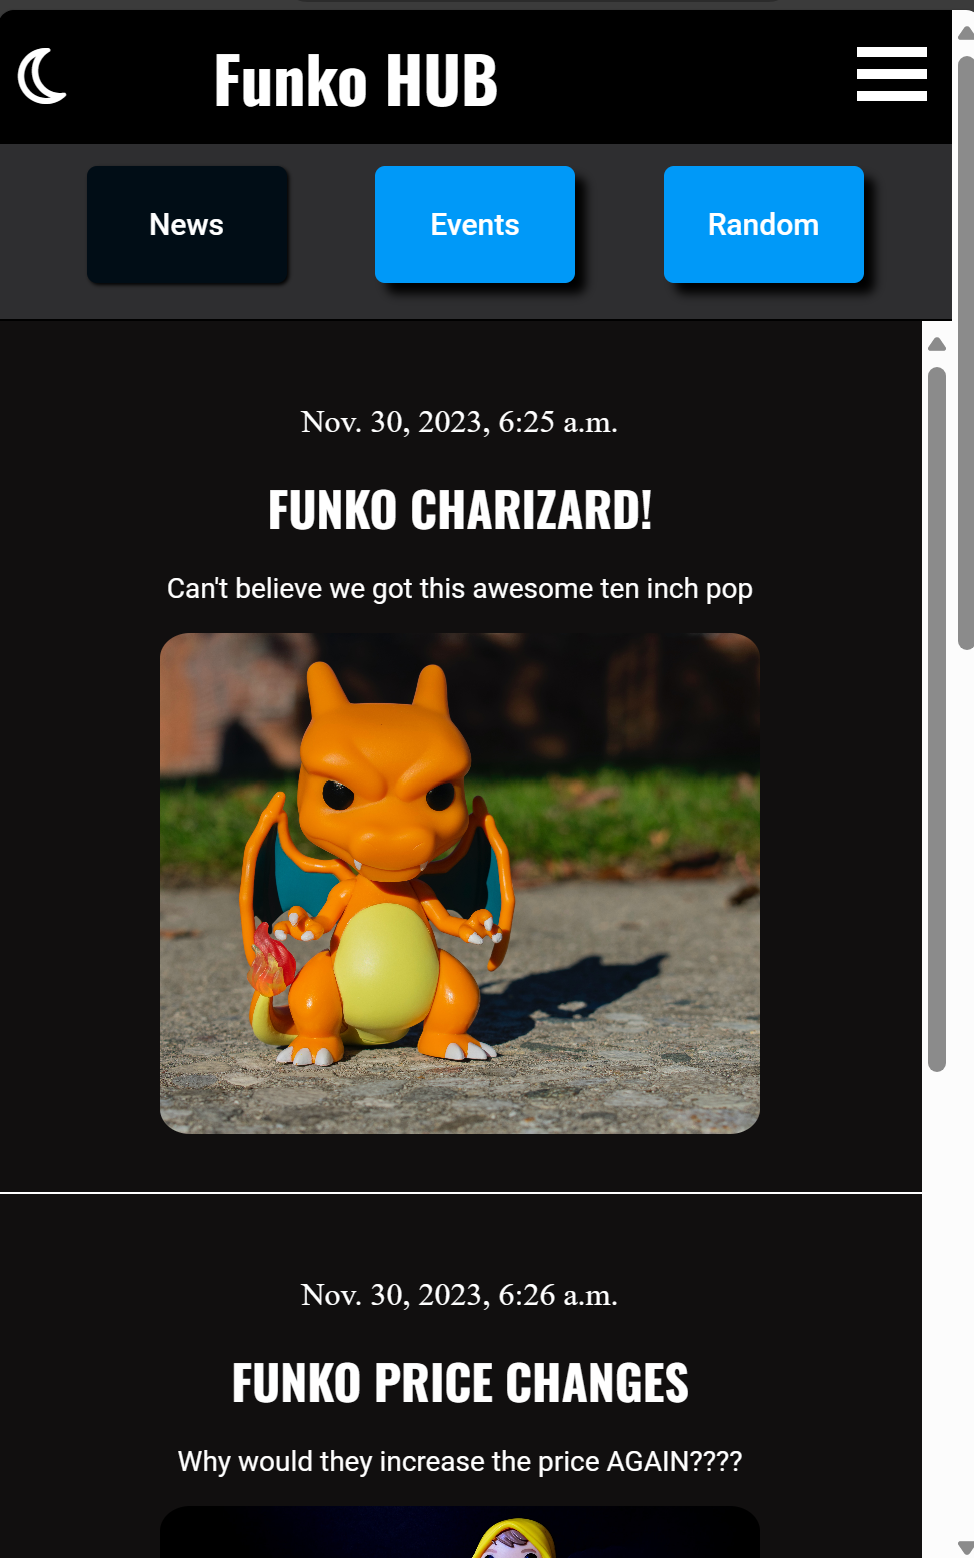 Funko HUB
News
Events
Random
Nov. 30, 2023, 6:25 a.m.
FUNKO CHARIZARD!
Can't believe we got this awesome ten inch pop
Nov. 30, 2023, 6:26 a.m.
FUNKO PRICE CHANGES
Why would they increase the price AGAIN????